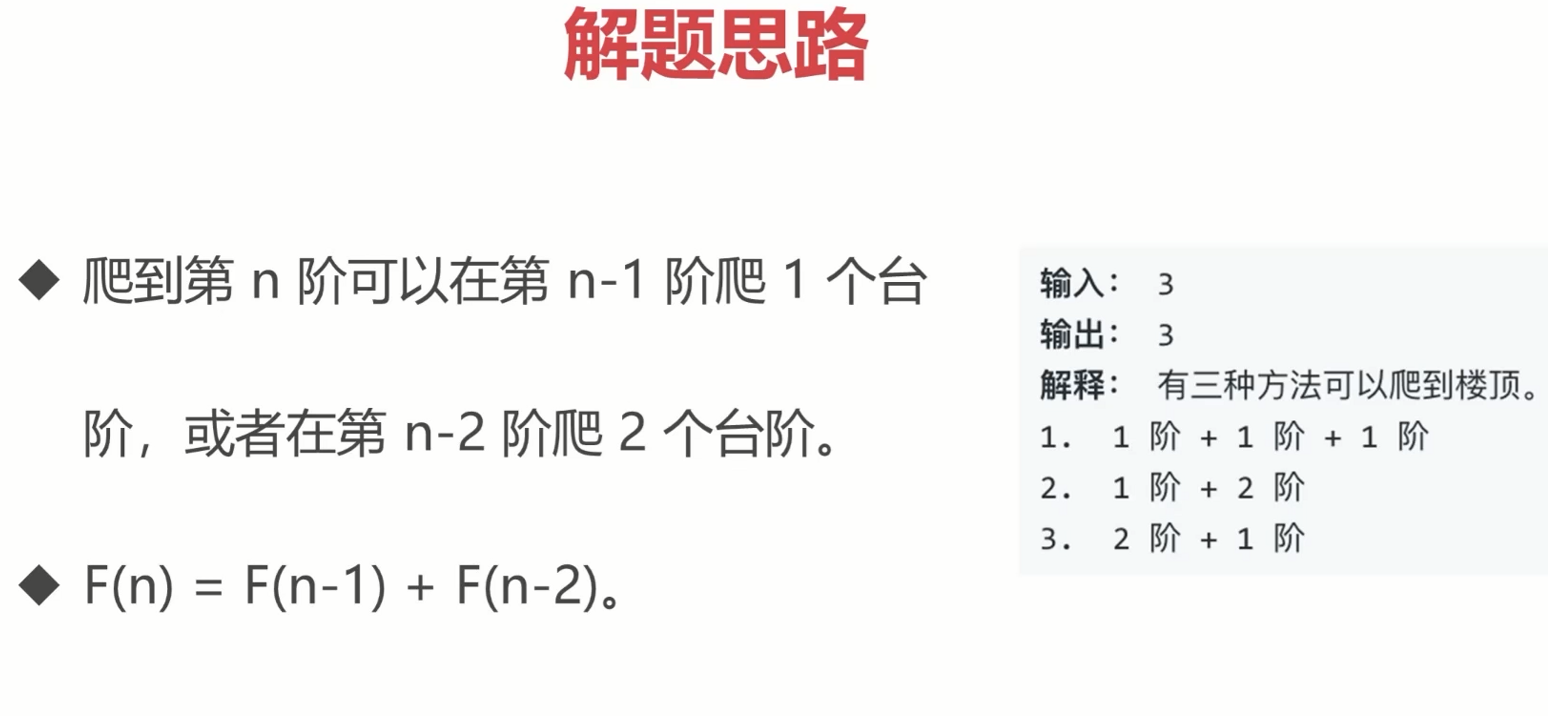 解题思路
◆ 爬到第 n 阶可以在第 n-1 阶爬 1 个台
阶，或者在第 n-2 阶爬 2 个台阶。
◆ F(n) = F(n-1) + F(n-2)。
输入： 3
输出： 3
解释： 有三种方法可以爬到楼顶。
1. 1 阶 + 1 阶 + 1 阶
2. 1 阶 + 2 阶
3. 2 阶 + 1 阶